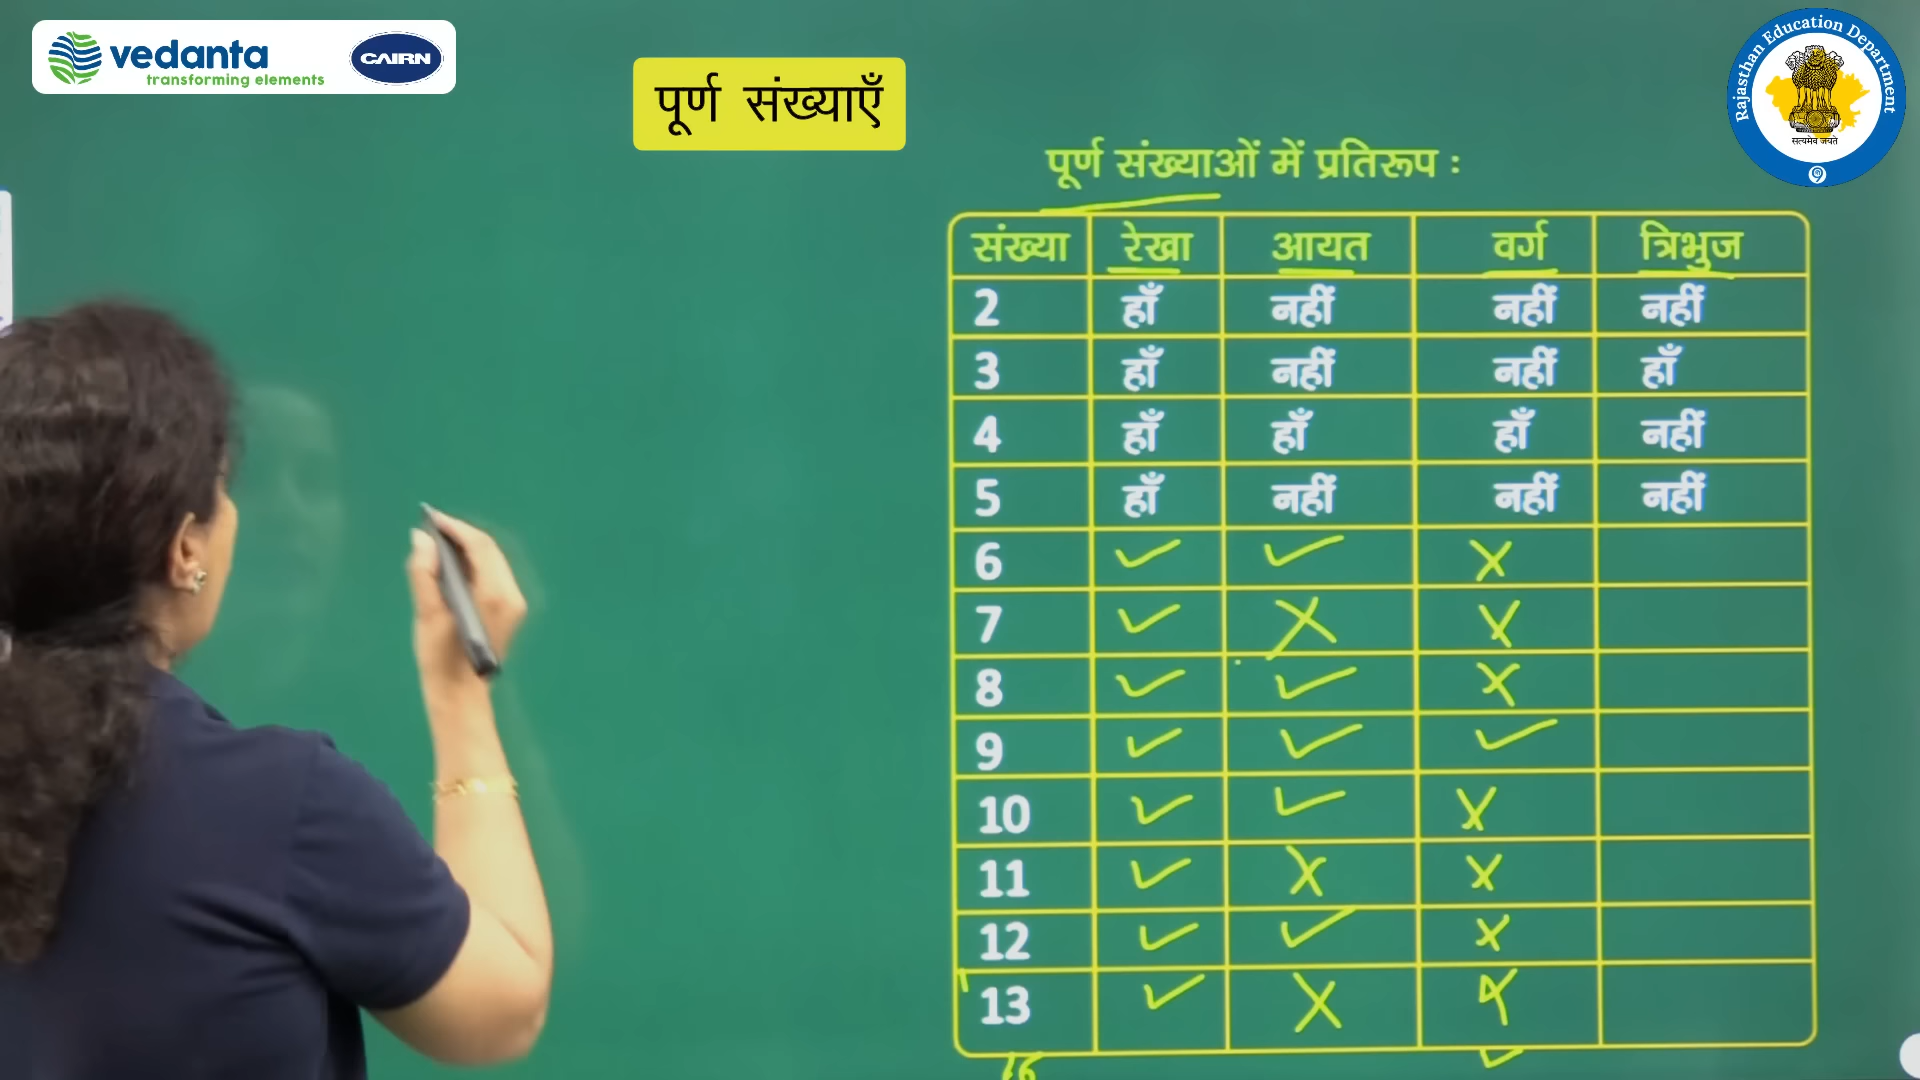 vedanta
transforming elements
CAIRN
पूर्ण संख्याएँ
Rajasthan Education Department
सत्यमेव जयते
पूर्ण संख्याओं में प्रतिरूप :
संख्या रेखा आयत वर्ग त्रिभुज
2 हाँ नहीं नहीं नहीं
3 हाँ नहीं नहीं हाँ
4 हाँ हाँ हाँ नहीं
5 हाँ नहीं नहीं नहीं
6 ✓ ✓ X
7 ✓ X X
8 ✓ ✓ X
9 ✓ ✓ ✓
10 ✓ ✓ X
11 ✓ X X
12 ✓ ✓ X
13 ✓ X X
16 ✓